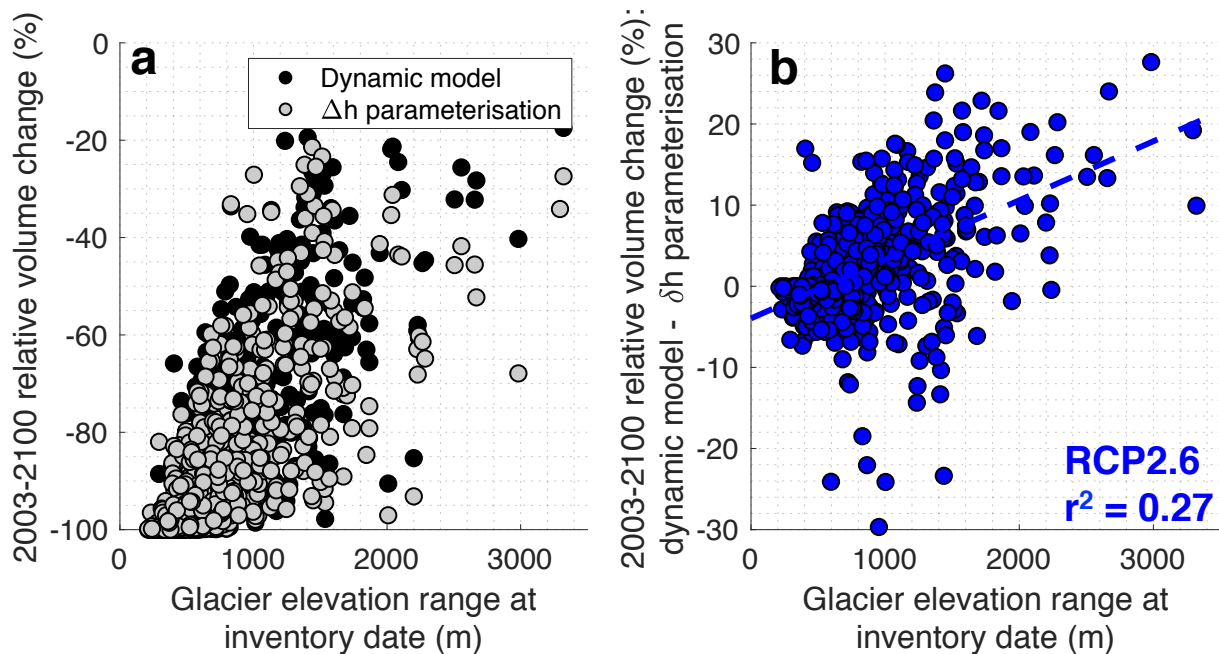 2003-2100 relative volume change (%)
0
-20
-40
-60
-80
-100
a
Dynamic model
Δh parameterisation
0
1000
2000
3000
Glacier elevation range at
inventory date (m)
2003-2100 relative volume change (%):
dynamic model - δh parameterisation
30
20
10
0
-10
-20
-30
b
RCP2.6
r² = 0.27
0
1000
2000
3000
Glacier elevation range at
inventory date (m)